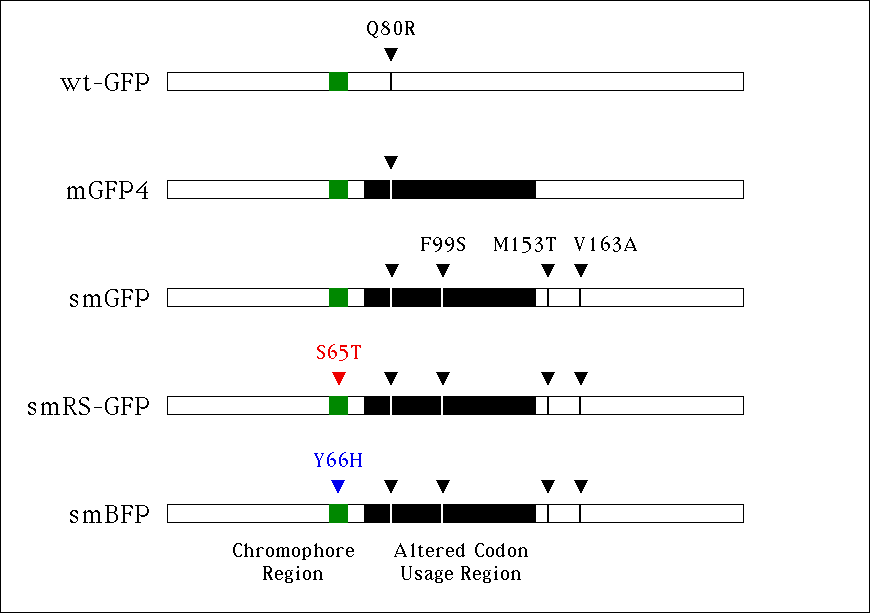 Q80R
wt-GFP
mGFP4
F99S M153T V163A
smGFP
S65T
smRS-GFP
Y66H
smBFP
Chromophore Altered Codon
Region Usage Region